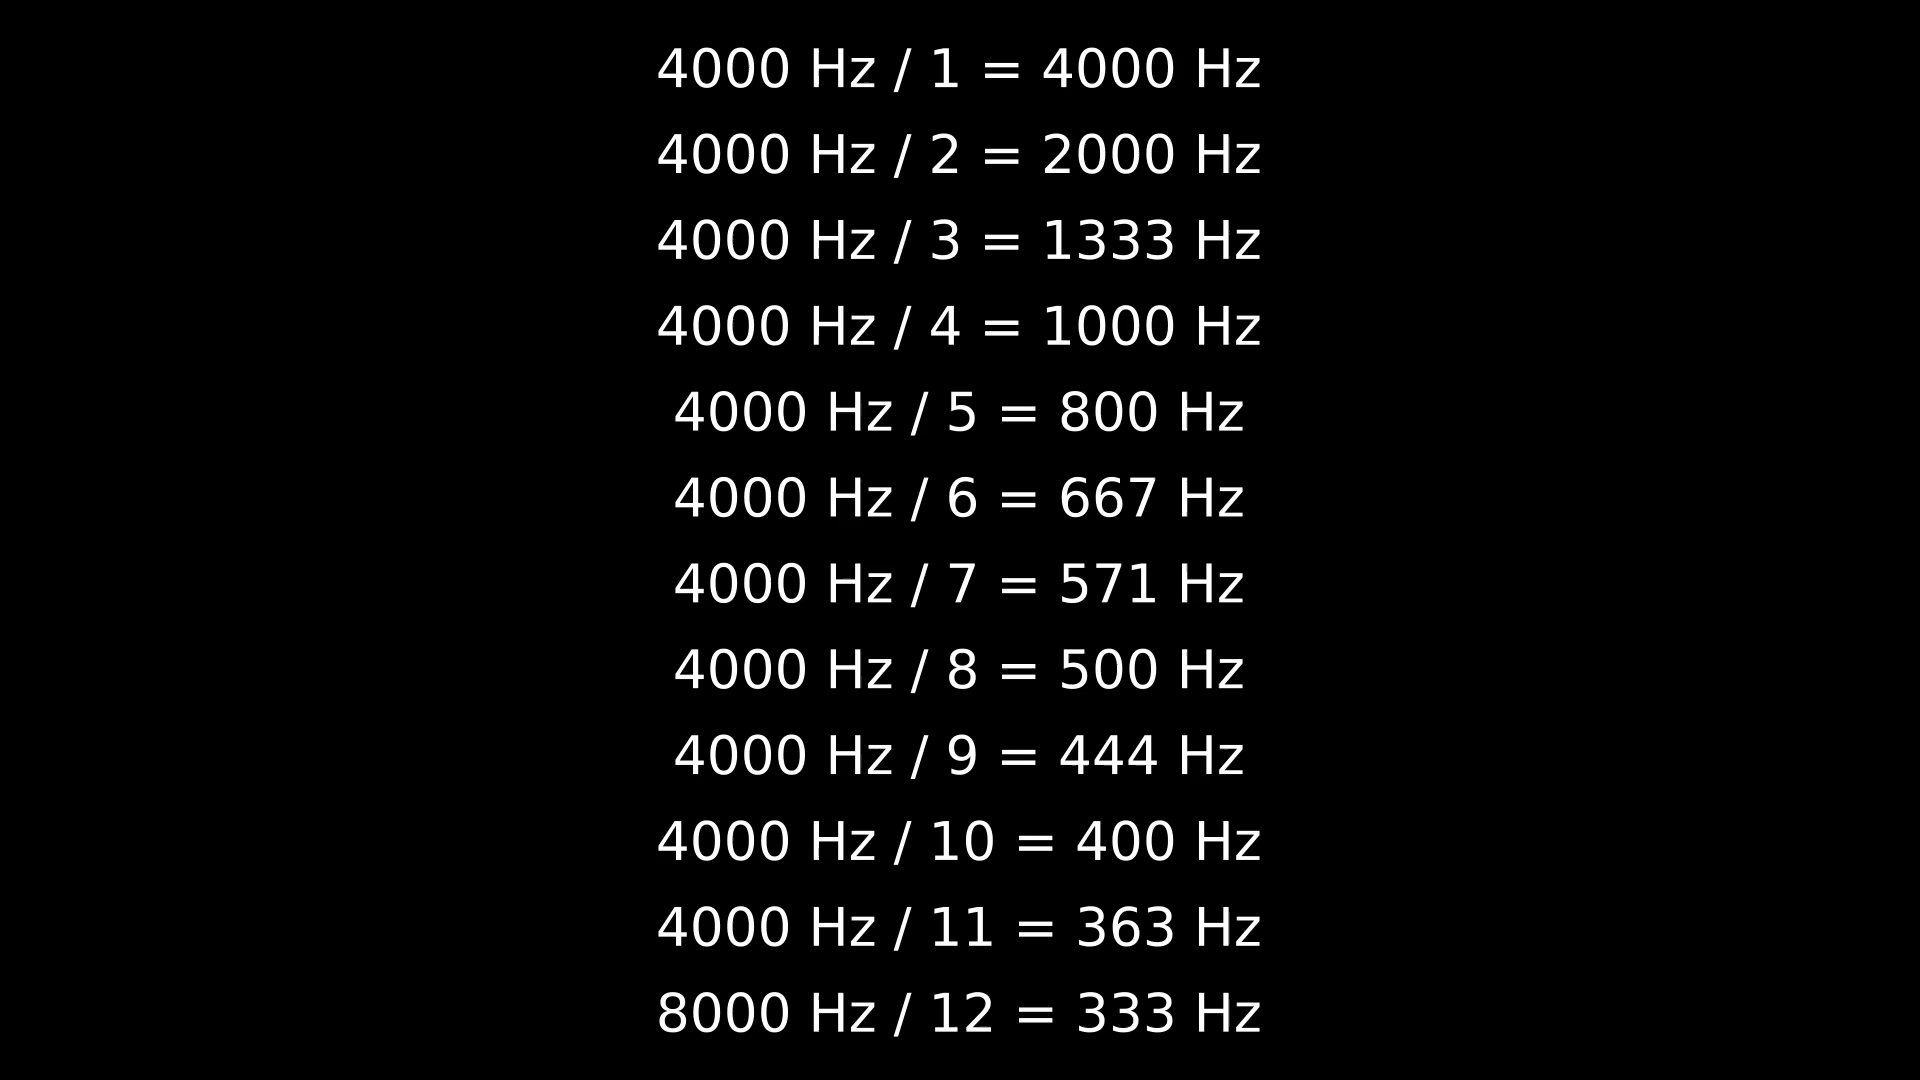 4000 Hz / 1 = 4000 Hz
4000 Hz / 2 = 2000 Hz
4000 Hz / 3 = 1333 Hz
4000 Hz / 4 = 1000 Hz
4000 Hz / 5 = 800 Hz
4000 Hz / 6 = 667 Hz
4000 Hz / 7 = 571 Hz
4000 Hz / 8 = 500 Hz
4000 Hz / 9 = 444 Hz
4000 Hz / 10 = 400 Hz
4000 Hz / 11 = 363 Hz
8000 Hz / 12 = 333 Hz